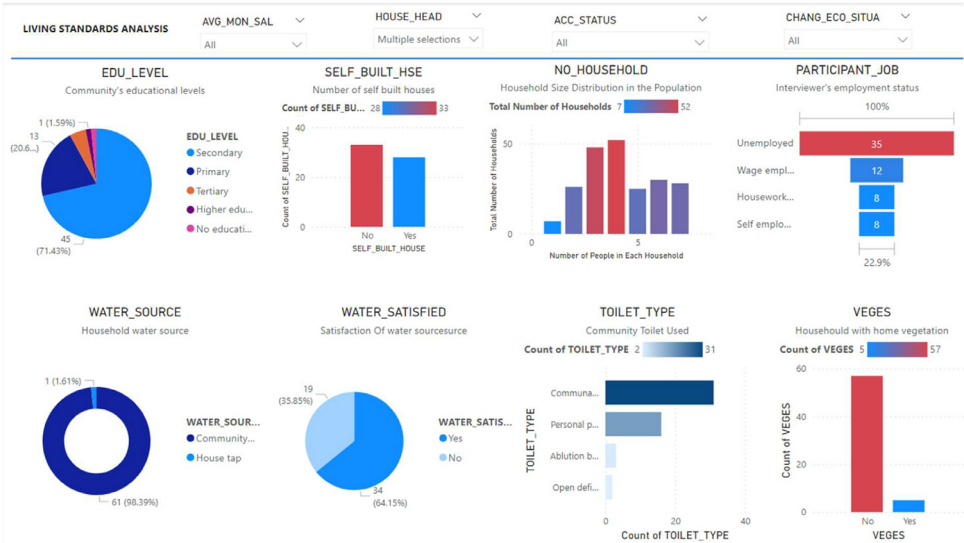 LIVING STANDARDS ANALYSIS
AVG_MON_SAL
All
HOUSE_HEAD
Multiple selections
ACC_STATUS
All
CHANG_ECO_SITUA
All
EDU_LEVEL
Community's educational levels
1 (1.59%)
13
(20.6...)
45
(71.43%)
EDU_LEVEL
Secondary
Primary
Tertiary
Higher edu...
No educati...
SELF_BUILT_HSE
Number of self built houses
Count of SELF_BU... 28 33
Count of SELF_BUILT_HOU...
40
20
0
No Yes
SELF_BUILT_HOUSE
NO_HOUSEHOLD
Household Size Distribution in the Population
Total Number of Households 7 52
Total Number of Households
50
0
0 5
Number of People in Each Household
PARTICIPANT_JOB
Interviewer's employment status
100%
Unemployed 35
Wage empl... 12
Housework... 8
Self emplo... 8
22.9%
WATER_SOURCE
Household water source
1 (1.61%)
61 (98.39%)
WATER_SOUR...
Community...
House tap
WATER_SATISFIED
Satisfaction Of water sourcesurce
19
(35.85%)
34
(64.15%)
WATER_SATIS...
Yes
No
TOILET_TYPE
Community Toilet Used
Count of TOILET_TYPE 2 31
TOILET_TYPE
Communa...
Personal p...
Ablution b...
Open defi...
0 20 40
Count of TOILET_TYPE
VEGES
Househould with home vegetation
Count of VEGES 5 57
Count of VEGES
60
40
20
0
No Yes
VEGES